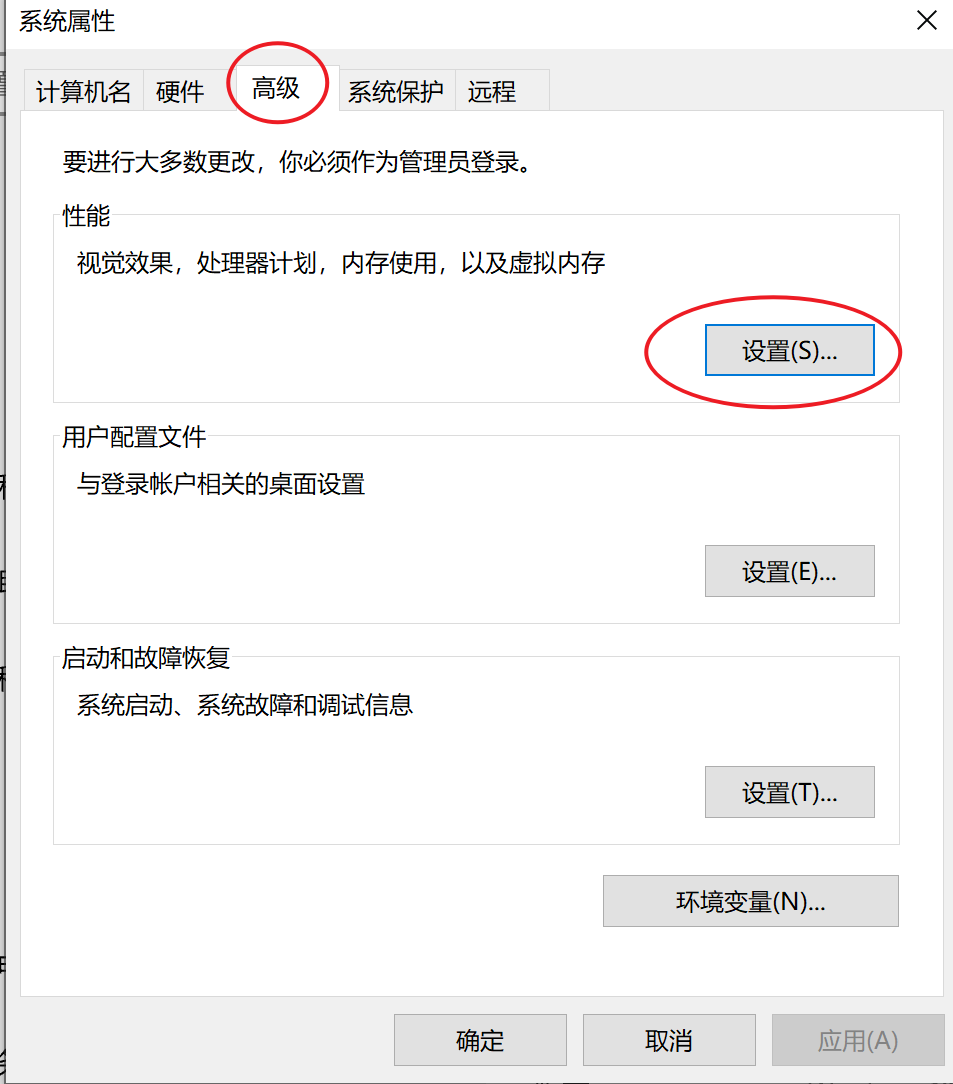 系统属性
计算机名 硬件 高级 系统保护 远程
要进行大多数更改，你必须作为管理员登录。
性能
视觉效果，处理器计划，内存使用，以及虚拟内存
设置(S)...
用户配置文件
与登录帐户相关的桌面设置
设置(E)...
启动和故障恢复
系统启动、系统故障和调试信息
设置(T)...
环境变量(N)...
确定 取消 应用(A)